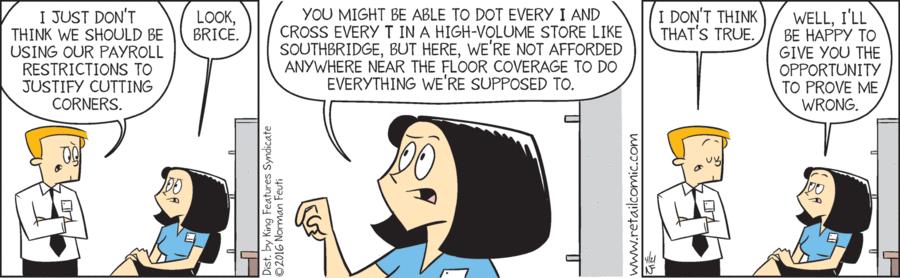 I JUST DON'T
THINK WE SHOULD BE
USING OUR PAYROLL
RESTRICTIONS TO
JUSTIFY CUTTING
CORNERS.
LOOK,
BRICE.
YOU MIGHT BE ABLE TO DOT EVERY I AND
CROSS EVERY T IN A HIGH-VOLUME STORE LIKE
SOUTHBRIDGE, BUT HERE, WE'RE NOT AFFORDED
ANYWHERE NEAR THE FLOOR COVERAGE TO DO
EVERYTHING WE'RE SUPPOSED TO.
Dist. by King Features Syndicate
©2016 Norman Feuti
www.retailcomic.com
I DON'T THINK
THAT'S TRUE.
WELL, I'LL
BE HAPPY TO
GIVE YOU THE
OPPORTUNITY
TO PROVE ME
WRONG.